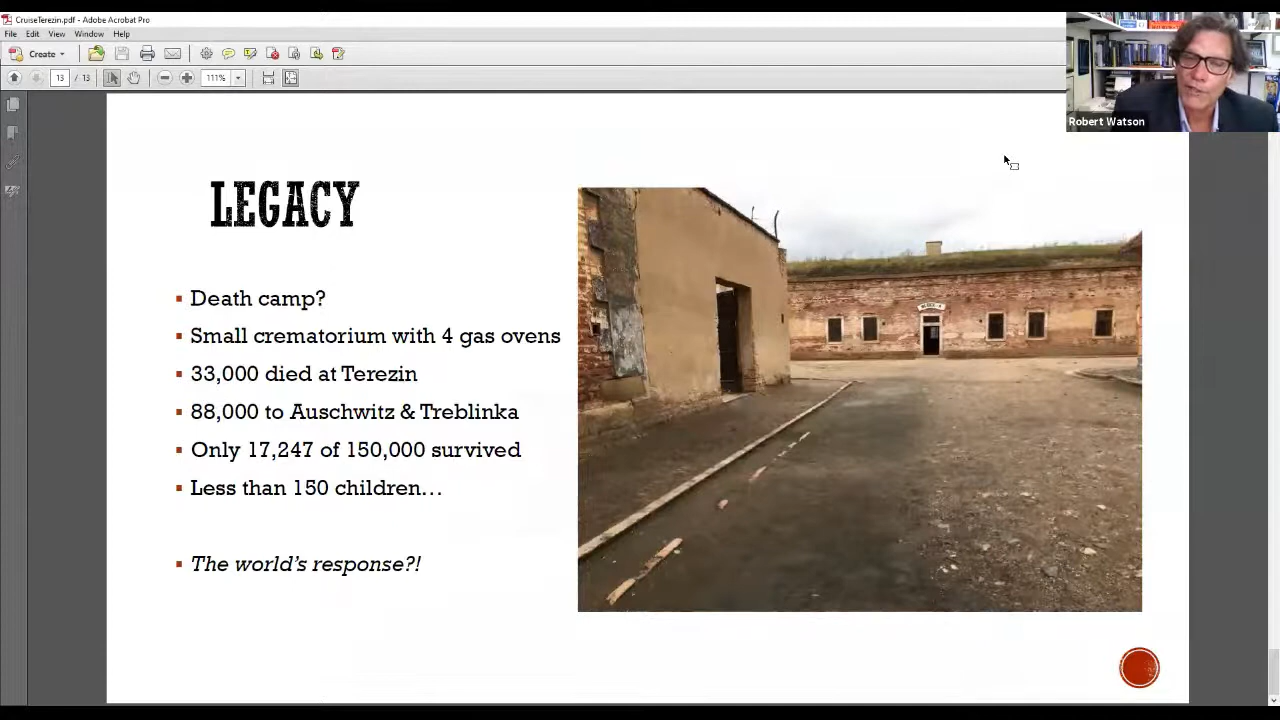 CruiseTerezin.pdf - Adobe Acrobat Pro
File Edit View Window Help
Create
13 / 13 111%
Robert Watson
LEGACY
Death camp?
Small crematorium with 4 gas ovens
33,000 died at Terezin
88,000 to Auschwitz & Treblinka
Only 17,247 of 150,000 survived
Less than 150 children…
The world's response?!